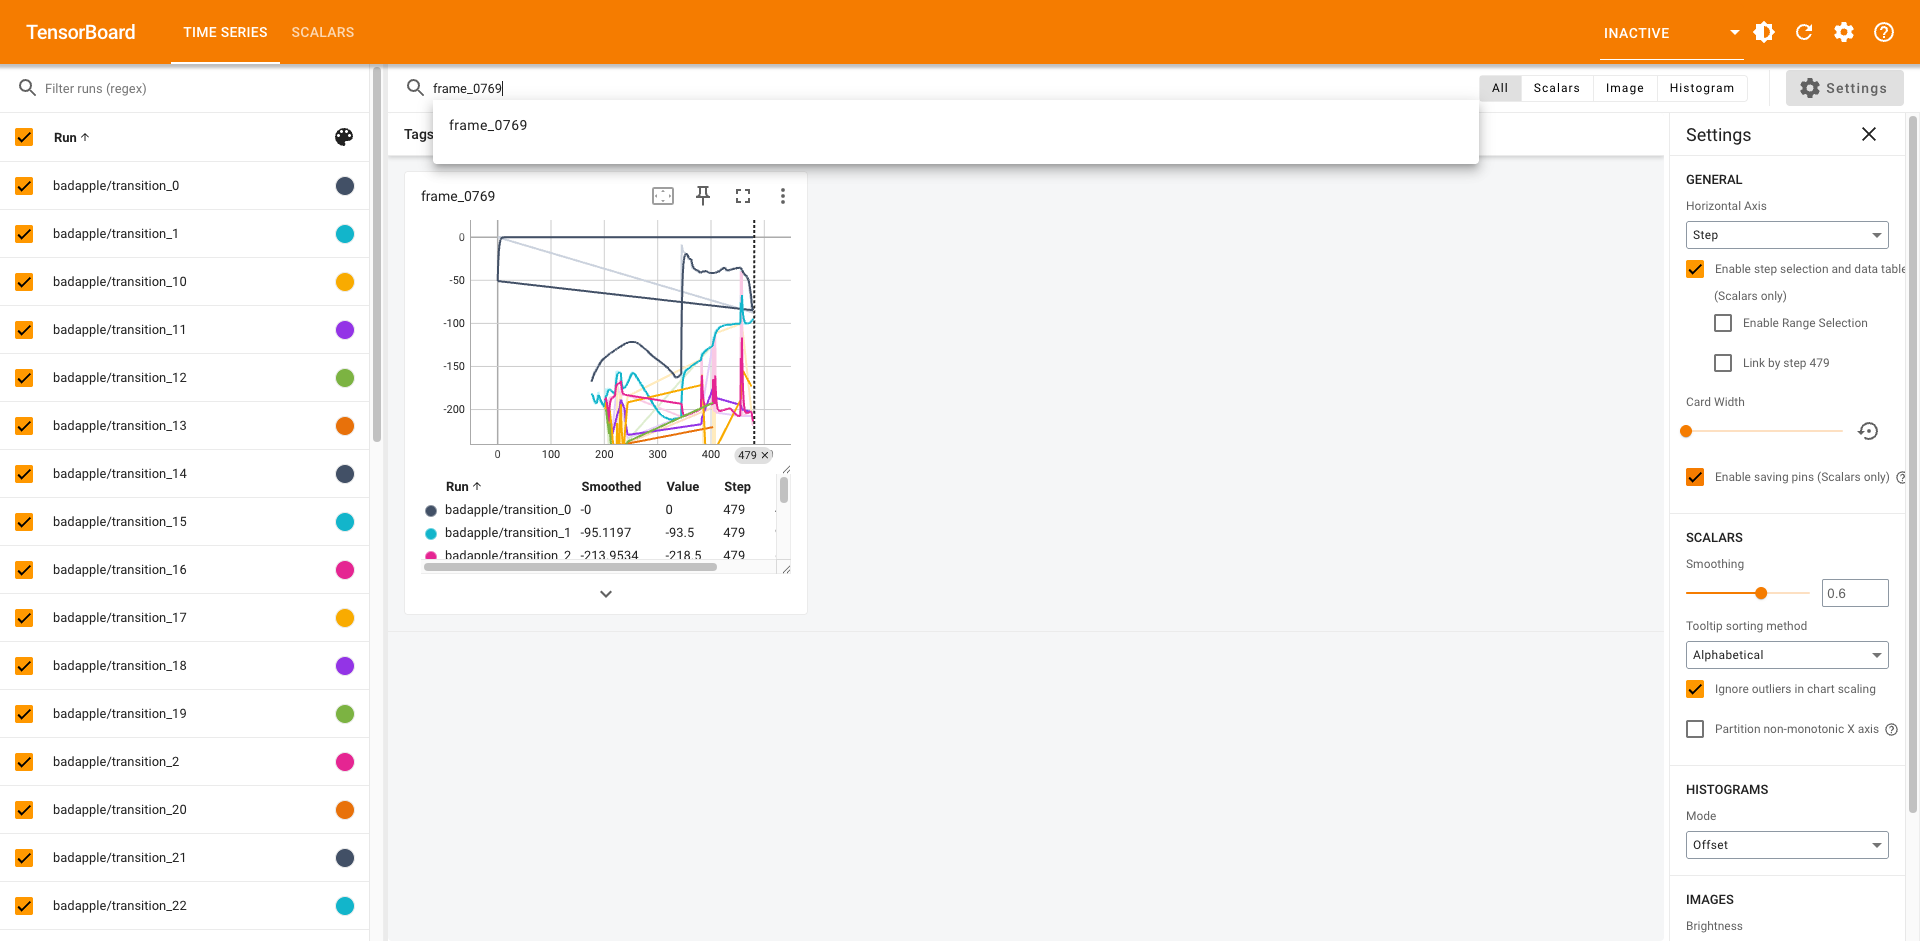 TensorBoard TIME SERIES SCALARS INACTIVE
Filter runs (regex)
frame_0769
All Scalars Image Histogram Settings
frame_0769
Run
badapple/transition_0
badapple/transition_1
badapple/transition_10
badapple/transition_11
badapple/transition_12
badapple/transition_13
badapple/transition_14
badapple/transition_15
badapple/transition_16
badapple/transition_17
badapple/transition_18
badapple/transition_19
badapple/transition_2
badapple/transition_20
badapple/transition_21
badapple/transition_22
Tags
frame_0769
0
-50
-100
-150
-200
0 100 200 300 400 479
Run Smoothed Value Step
badapple/transition_0 -0 0 479
badapple/transition_1 -95.1197 -93.5 479
badapple/transition_2 -213.9534 -218.5 479
Settings
GENERAL
Horizontal Axis
Step
Enable step selection and data table
(Scalars only)
Enable Range Selection
Link by step 479
Card Width
Enable saving pins (Scalars only)
SCALARS
Smoothing
0.6
Tooltip sorting method
Alphabetical
Ignore outliers in chart scaling
Partition non-monotonic X axis
HISTOGRAMS
Mode
Offset
IMAGES
Brightness